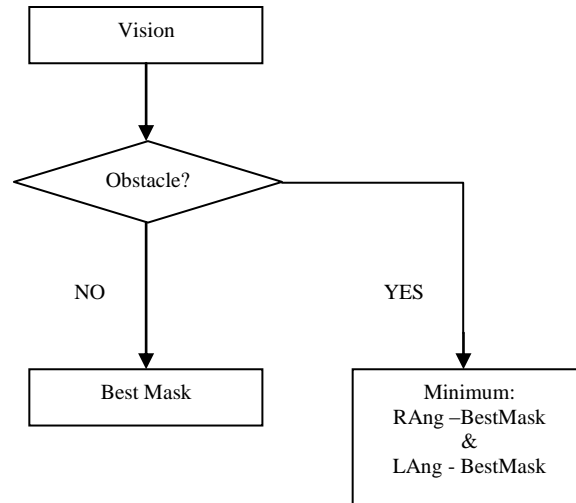 Vision
Obstacle?
NO
YES
Best Mask
Minimum:
RAng –BestMask
&
LAng - BestMask